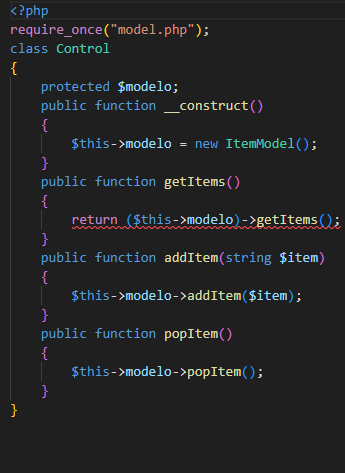 <?php
require_once("model.php");
class Control
{
    protected $modelo;
    public function __construct()
    {
        $this->modelo = new ItemModel();
    }
    public function getItems()
    {
        return ($this->modelo)->getItems();
    }
    public function addItem(string $item)
    {
        $this->modelo->addItem($item);
    }
    public function popItem()
    {
        $this->modelo->popItem();
    }
}